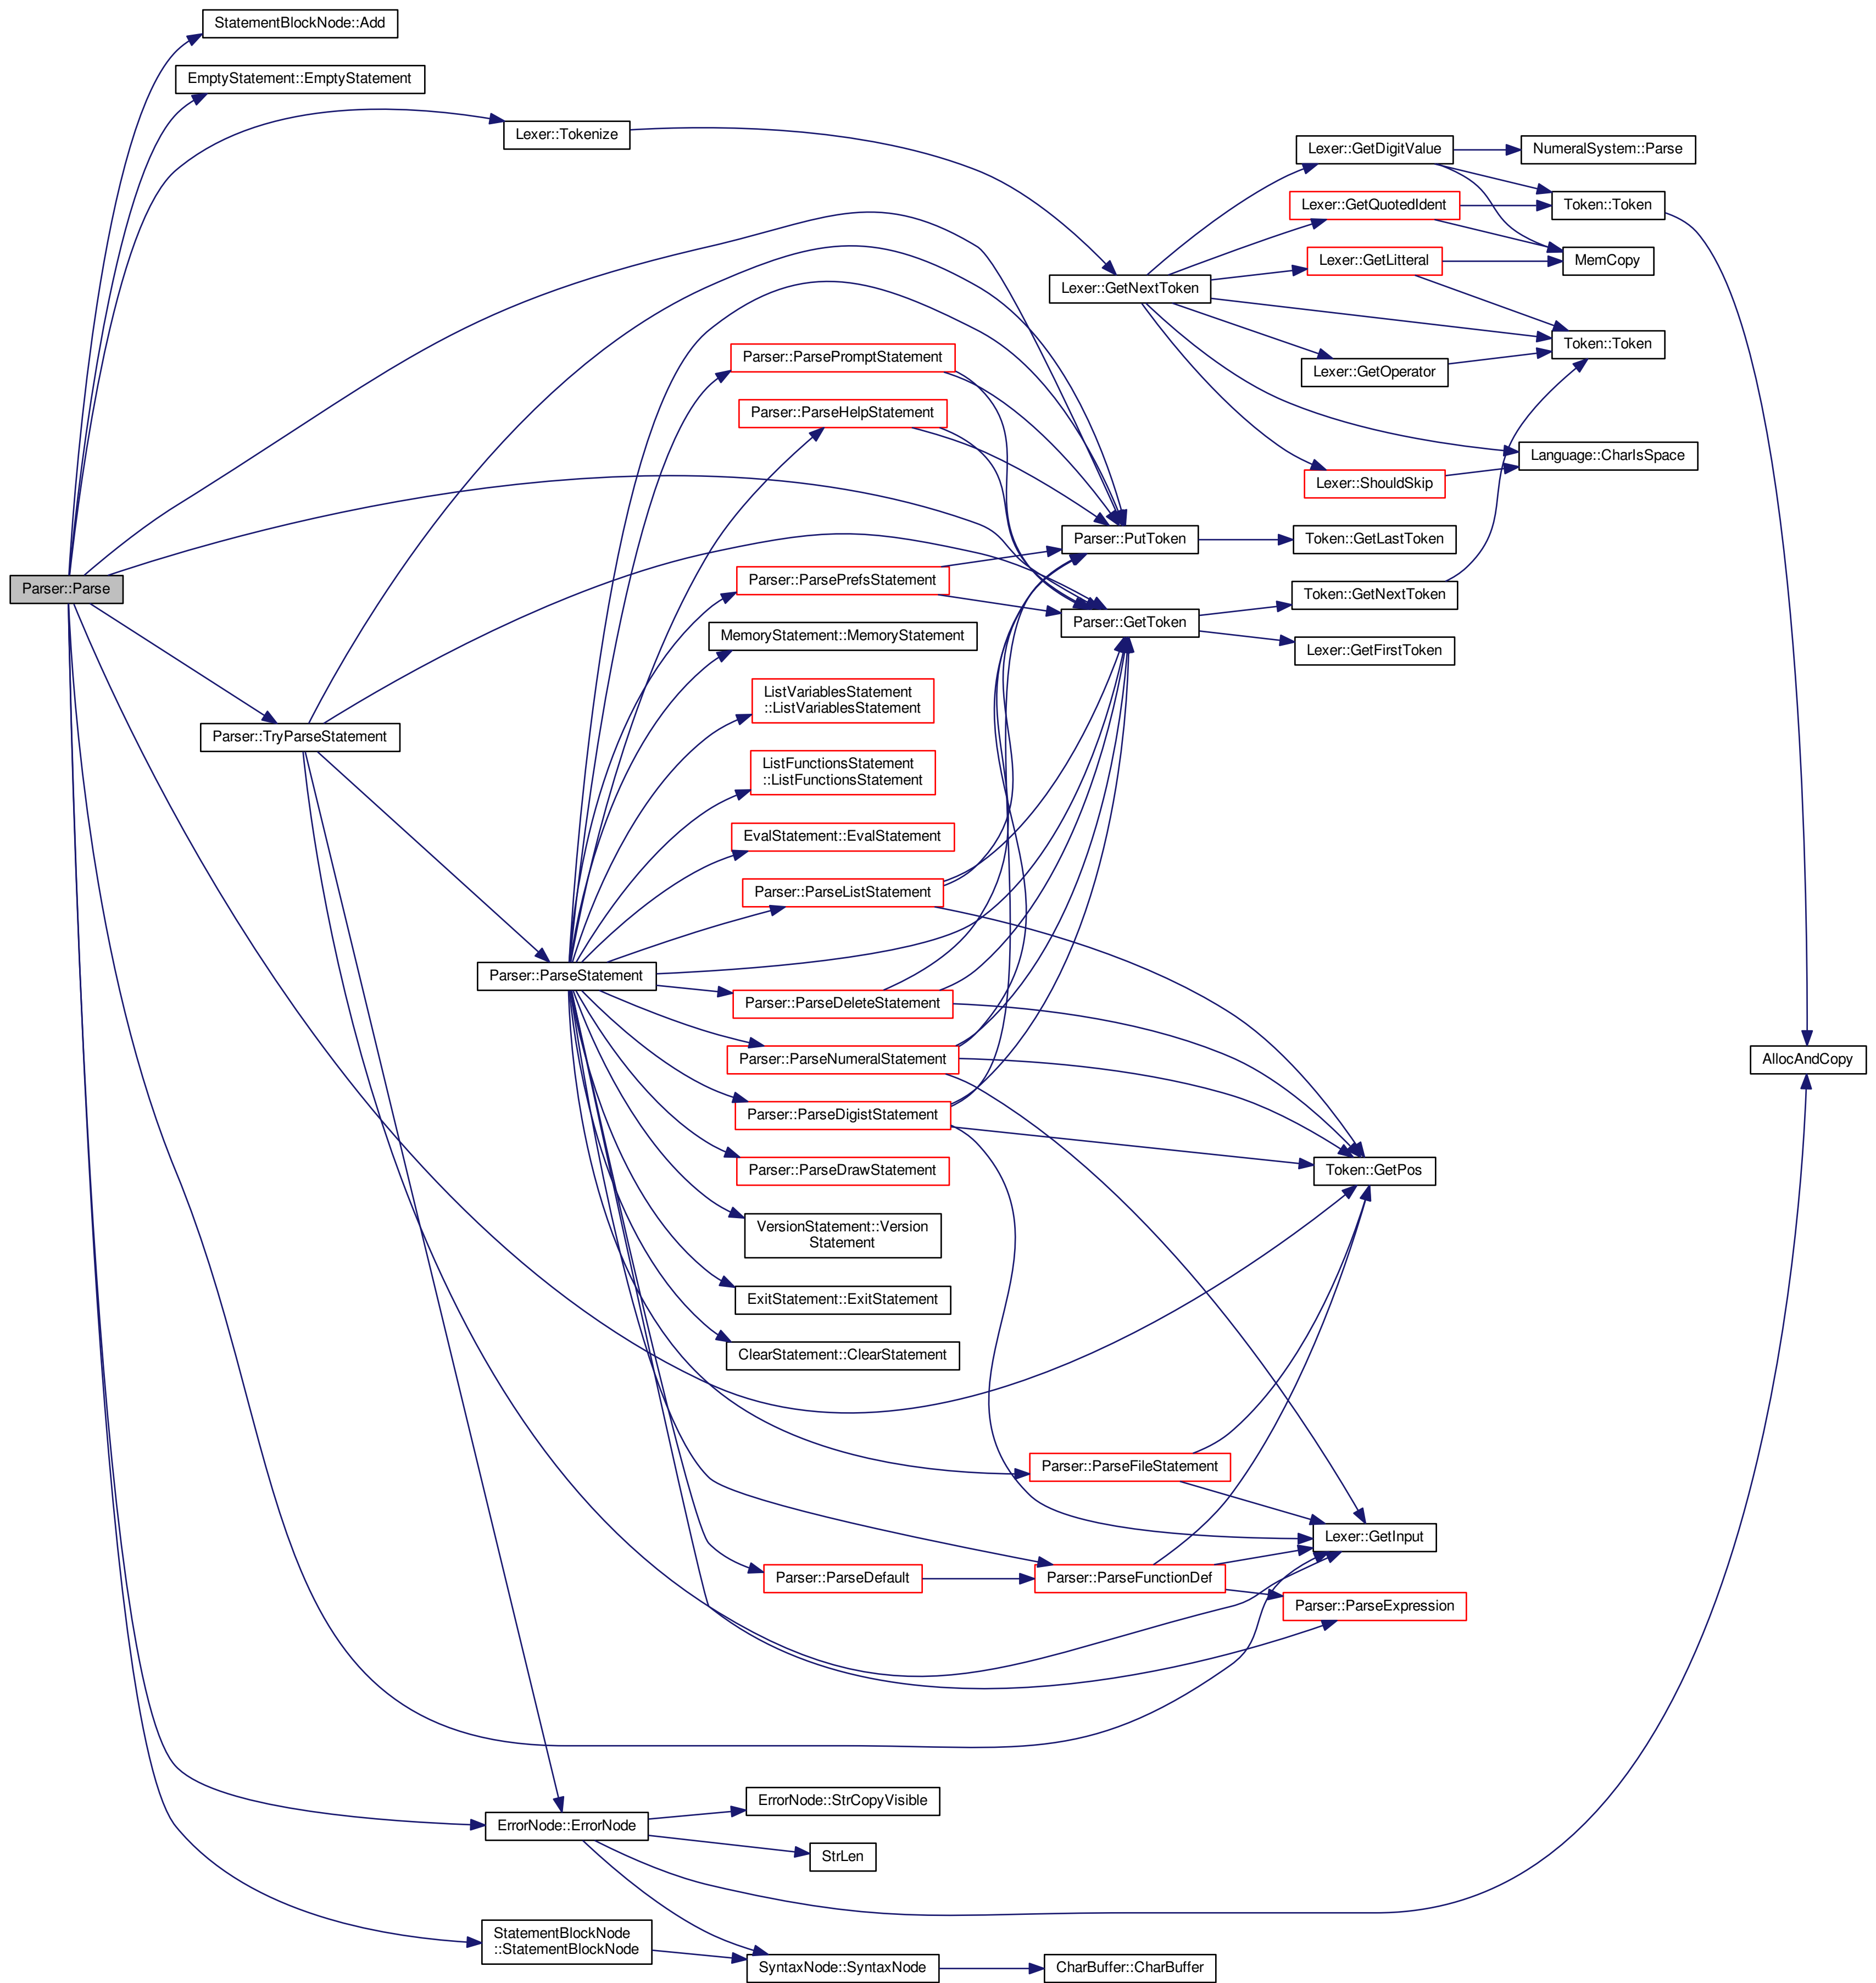 StatementBlockNode::Add
EmptyStatement::EmptyStatement
Lexer::Tokenize
Lexer::GetDigitValue
NumeralSystem::Parse
Lexer::GetQuotedIdent
Token::Token
Lexer::GetLitteral
MemCopy
Lexer::GetNextToken
Token::Token
Parser::ParsePromptStatement
Lexer::GetOperator
Parser::ParseHelpStatement
Language::CharIsSpace
Lexer::ShouldSkip
Parser::PutToken
Token::GetLastToken
Parser::Parse
Parser::ParsePrefsStatement
Token::GetNextToken
Parser::GetToken
MemoryStatement::MemoryStatement
Lexer::GetFirstToken
ListVariablesStatement
::ListVariablesStatement
Parser::TryParseStatement
ListFunctionsStatement
::ListFunctionsStatement
EvalStatement::EvalStatement
Parser::ParseListStatement
Parser::ParseStatement
Parser::ParseDeleteStatement
Parser::ParseNumeralStatement
AllocAndCopy
Parser::ParseDigistStatement
Parser::ParseDrawStatement
Token::GetPos
VersionStatement::Version
Statement
ExitStatement::ExitStatement
ClearStatement::ClearStatement
Parser::ParseFileStatement
Lexer::GetInput
Parser::ParseDefault
Parser::ParseFunctionDef
Parser::ParseExpression
ErrorNode::StrCopyVisible
ErrorNode::ErrorNode
StrLen
StatementBlockNode
::StatementBlockNode
SyntaxNode::SyntaxNode
CharBuffer::CharBuffer